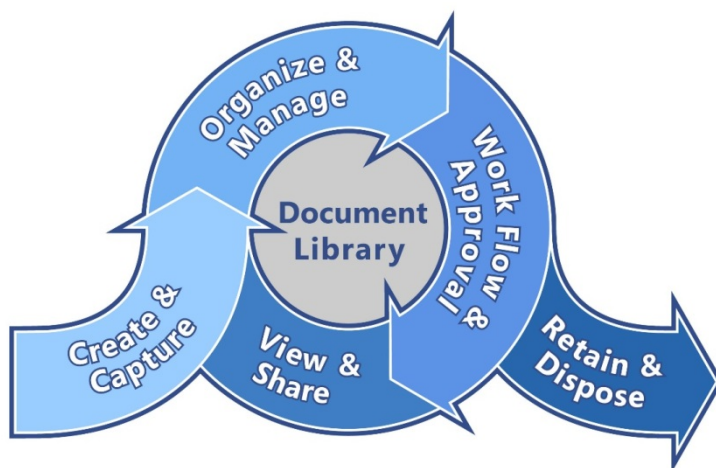 Organize &
Manage
Work Flow &
Approval
Document
Library
Create &
Capture
View &
Share
Retain &
Dispose